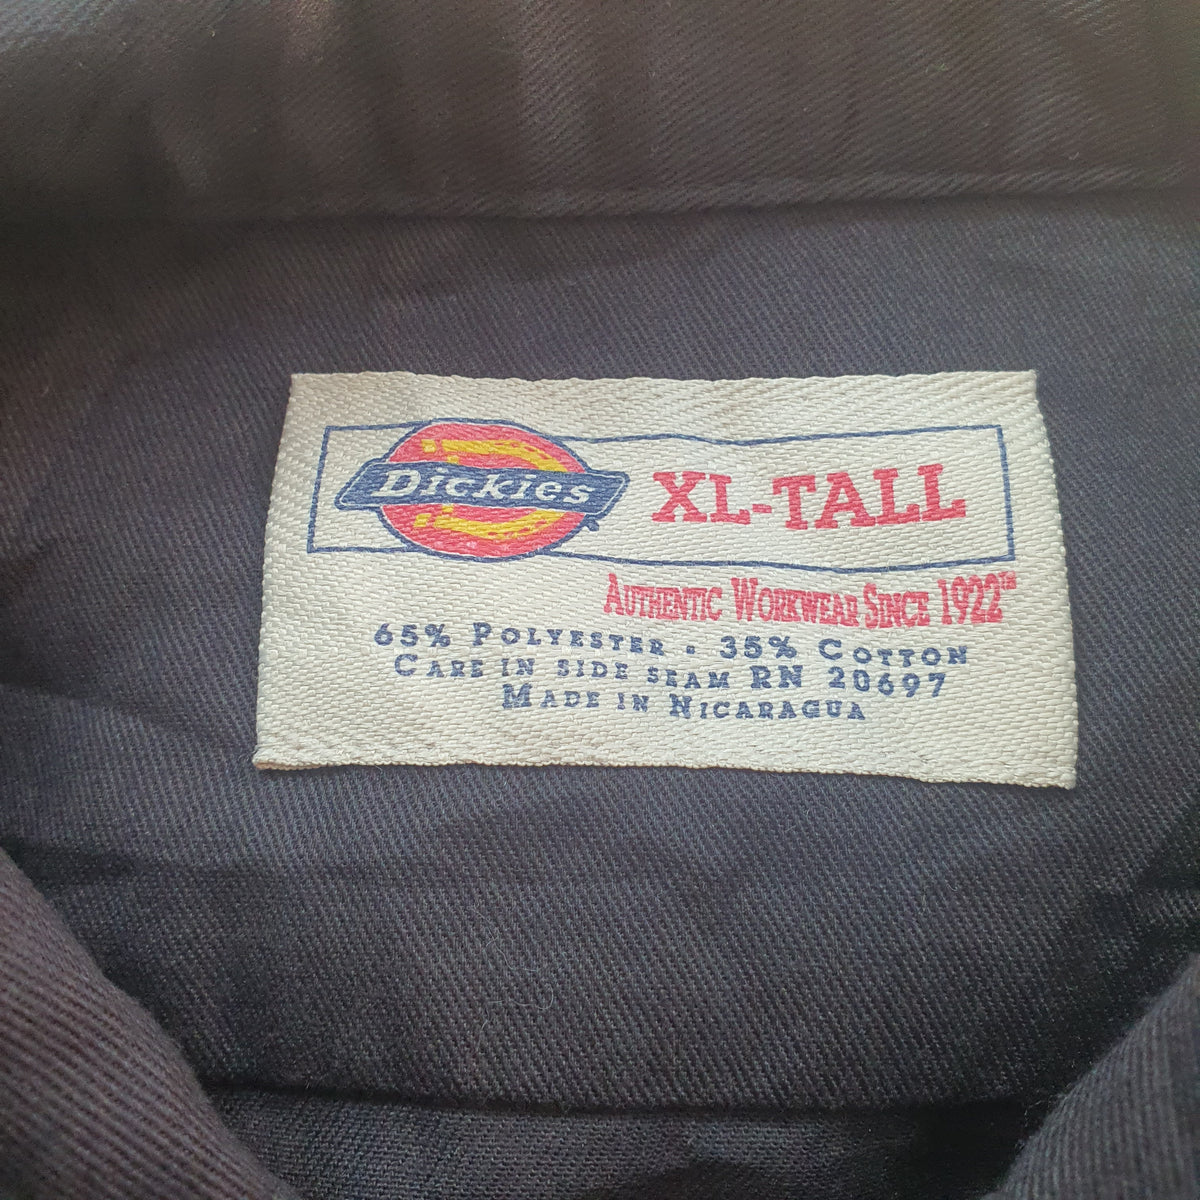 Dickies XL-TALL
AUTHENTIC WORKWEAR SINCE 1922™
65% POLYESTER . 35% COTTON
CARE IN SIDE SEAM RN 20697
MADE IN NICARAGUA